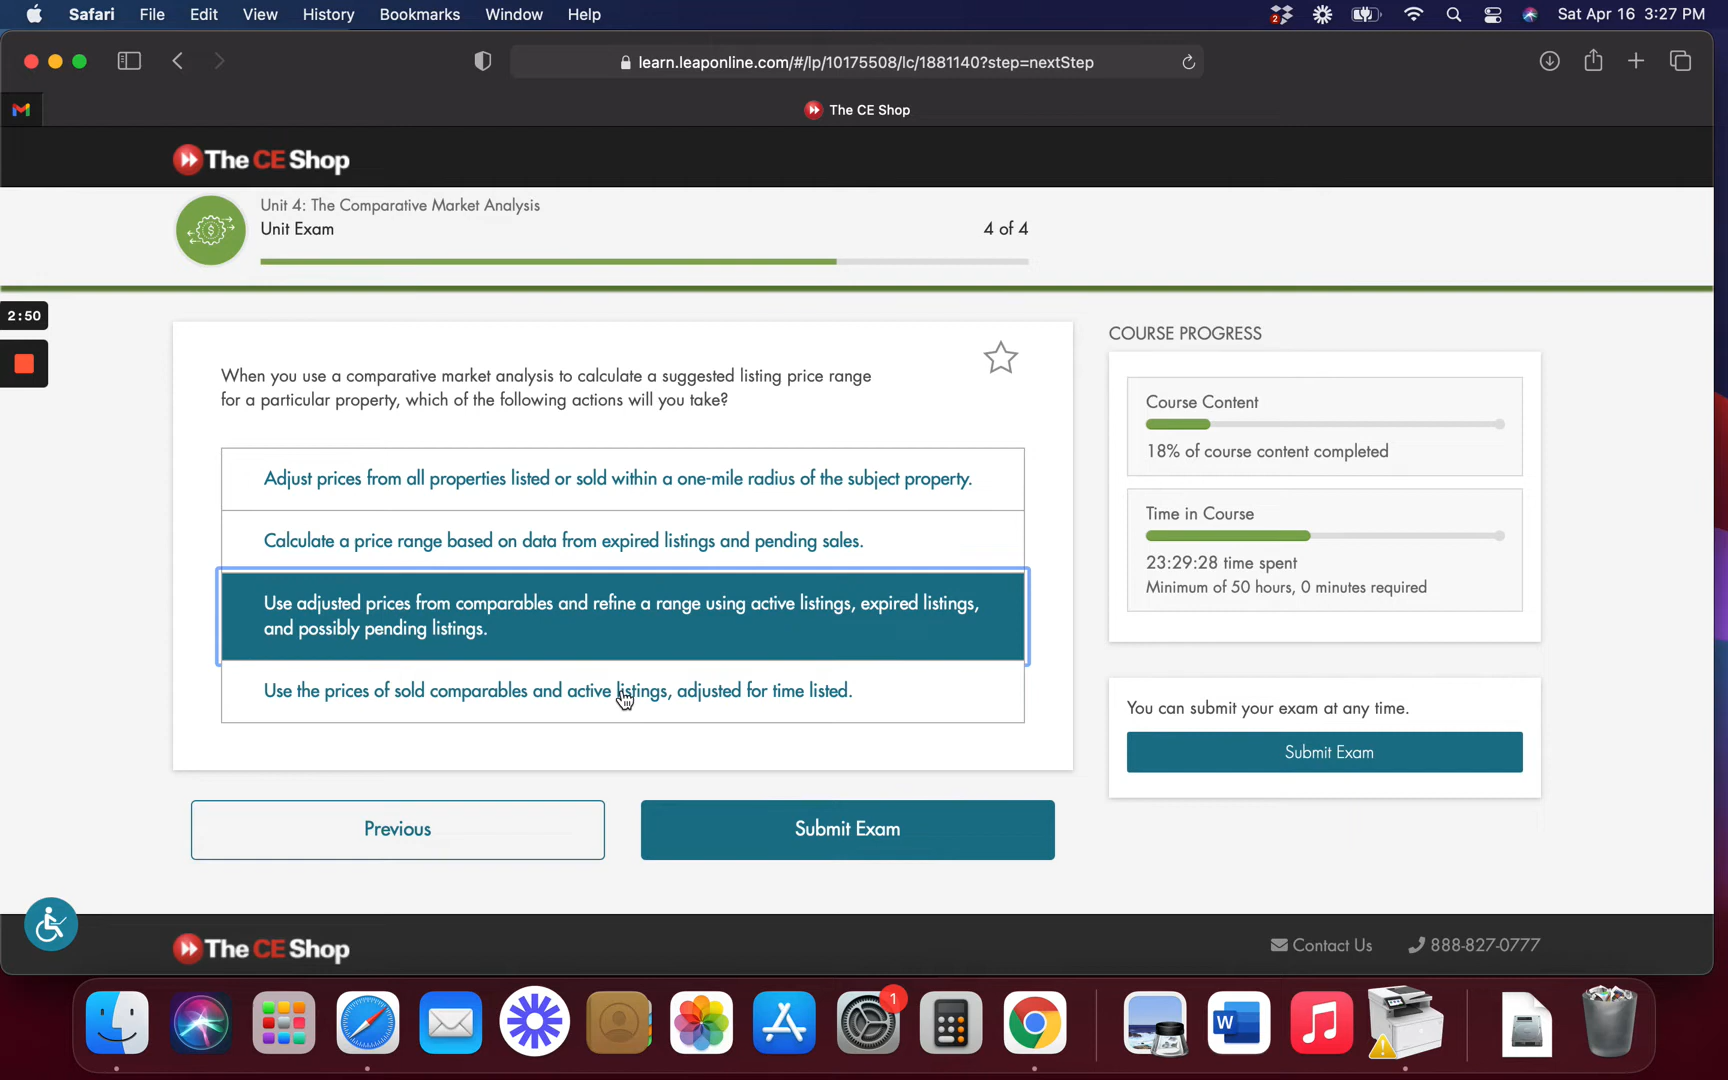 Safari File Edit View History Bookmarks Window Help
2
Sat Apr 16 3:27 PM
learn.leaponline.com/#/lp/10175508/lc/1881140?step=nextStep
The CE Shop
The CE Shop
Unit 4: The Comparative Market Analysis
Unit Exam
4 of 4
2:50
When you use a comparative market analysis to calculate a suggested listing price range
for a particular property, which of the following actions will you take?
Adjust prices from all properties listed or sold within a one-mile radius of the subject property.
Calculate a price range based on data from expired listings and pending sales.
Use adjusted prices from comparables and refine a range using active listings, expired listings,
and possibly pending listings.
Use the prices of sold comparables and active listings, adjusted for time listed.
Previous
Submit Exam
COURSE PROGRESS
Course Content
18% of course content completed
Time in Course
23:29:28 time spent
Minimum of 50 hours, 0 minutes required
You can submit your exam at any time.
Submit Exam
The CE Shop
Contact Us
888-827-0777
1
W